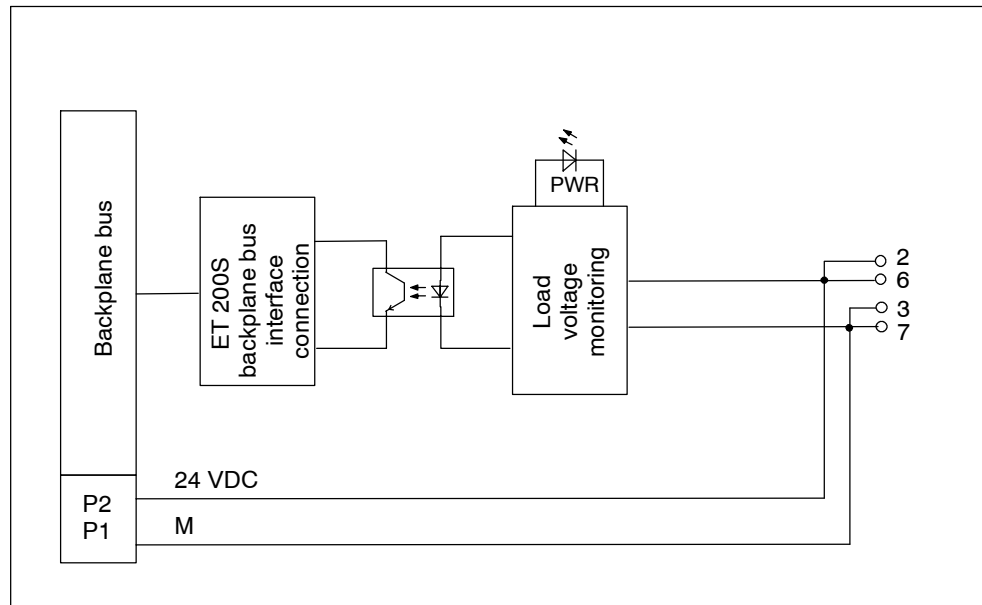 Backplane bus
ET 200S
backplane bus
interface
connection
PWR
Load
voltage
monitoring
2
6
3
7
24 VDC
P2
P1
M